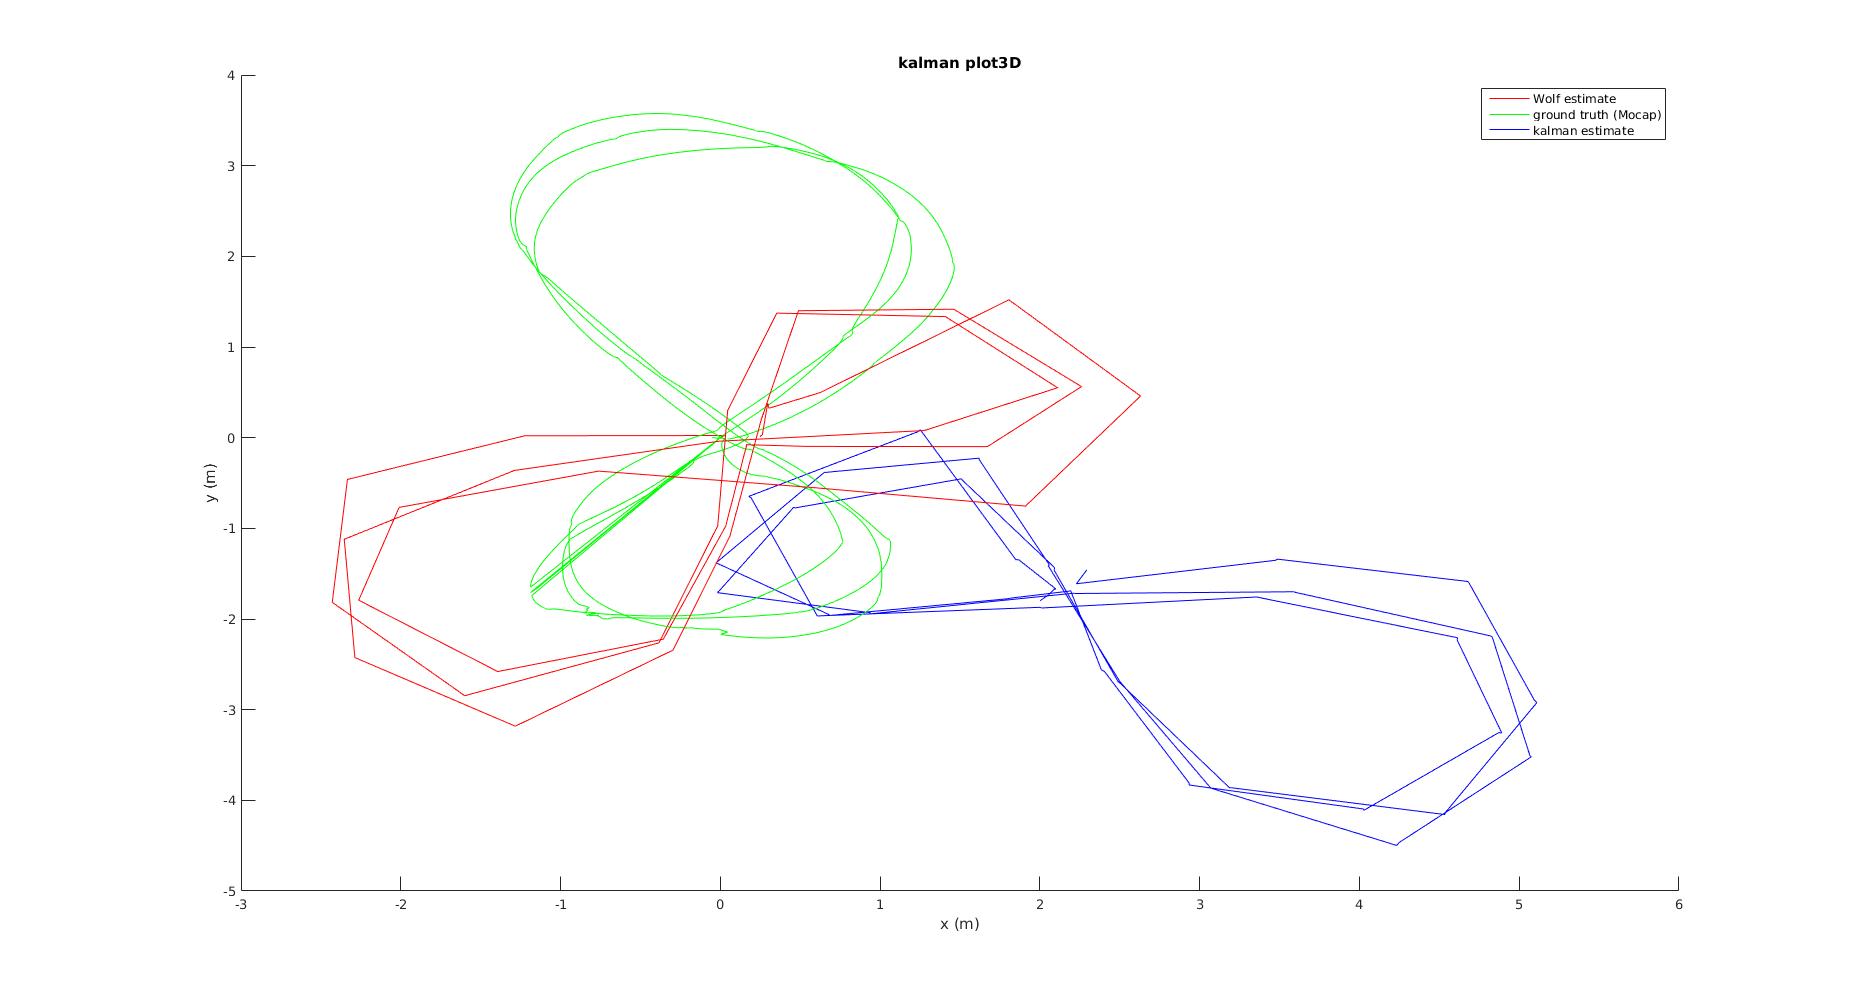 kalman plot3D
Wolf estimate
ground truth (Mocap)
kalman estimate
4
3
2
1
0
-1
-2
-3
-4
-5
y (m)
-3 -2 -1 0 1 2 3 4 5 6
x (m)